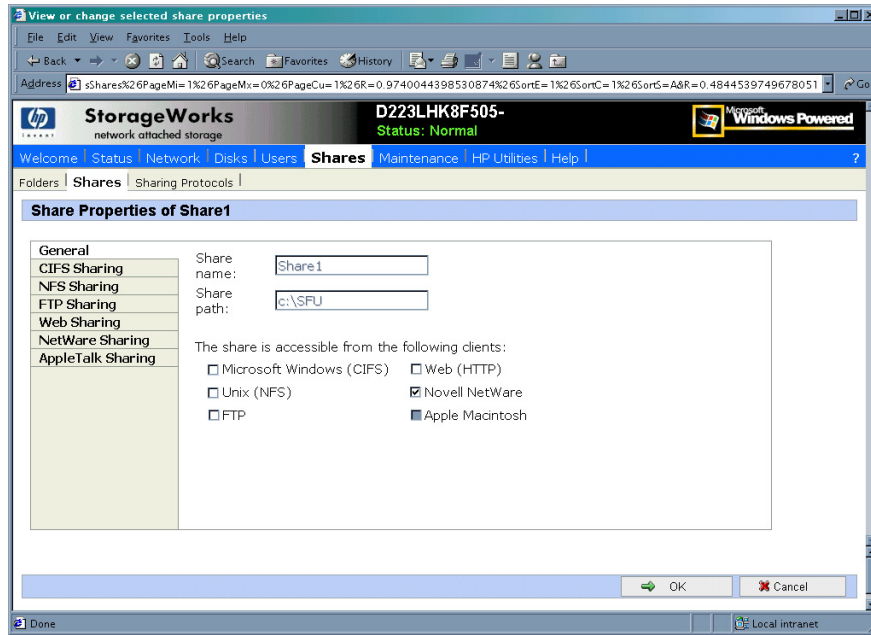 View or change selected share properties
File Edit View Favorites Tools Help
Back Search Favorites History
Address sShares%26PageMi=1%26PageMx=0%26PageCu=1%26R=0.9740044398530874%26SortE=1%26SortC=1%26SortS=A&R=0.4844539749678051 Go
hp StorageWorks D223LHK8F505- Microsoft Windows Powered
invent network attached storage Status: Normal
Welcome Status Network Disks Users Shares Maintenance HP Utilities Help ?
Folders Shares Sharing Protocols
Share Properties of Share1
General
CIFS Sharing
NFS Sharing
FTP Sharing
Web Sharing
NetWare Sharing
AppleTalk Sharing
Share name: Share1
Share path: c:\SFU
The share is accessible from the following clients:
Microsoft Windows (CIFS) Web (HTTP)
Unix (NFS) Novell NetWare
FTP Apple Macintosh
OK Cancel
Done Local intranet